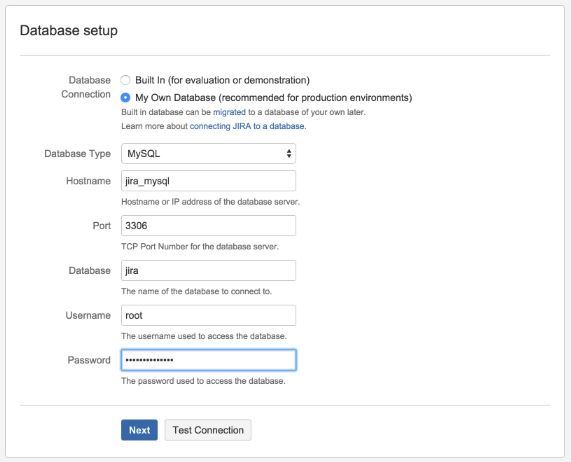 Database setup
Database Connection
Built In (for evaluation or demonstration)
My Own Database (recommended for production environments)
Built in database can be migrated to a database of your own later.
Learn more about connecting JIRA to a database.
Database Type MySQL
Hostname jira_mysql
Hostname or IP address of the database server.
Port 3306
TCP Port Number for the database server.
Database jira
The name of the database to connect to.
Username root
The username used to access the database.
Password ••••••••••••••
The password used to access the database.
Next Test Connection